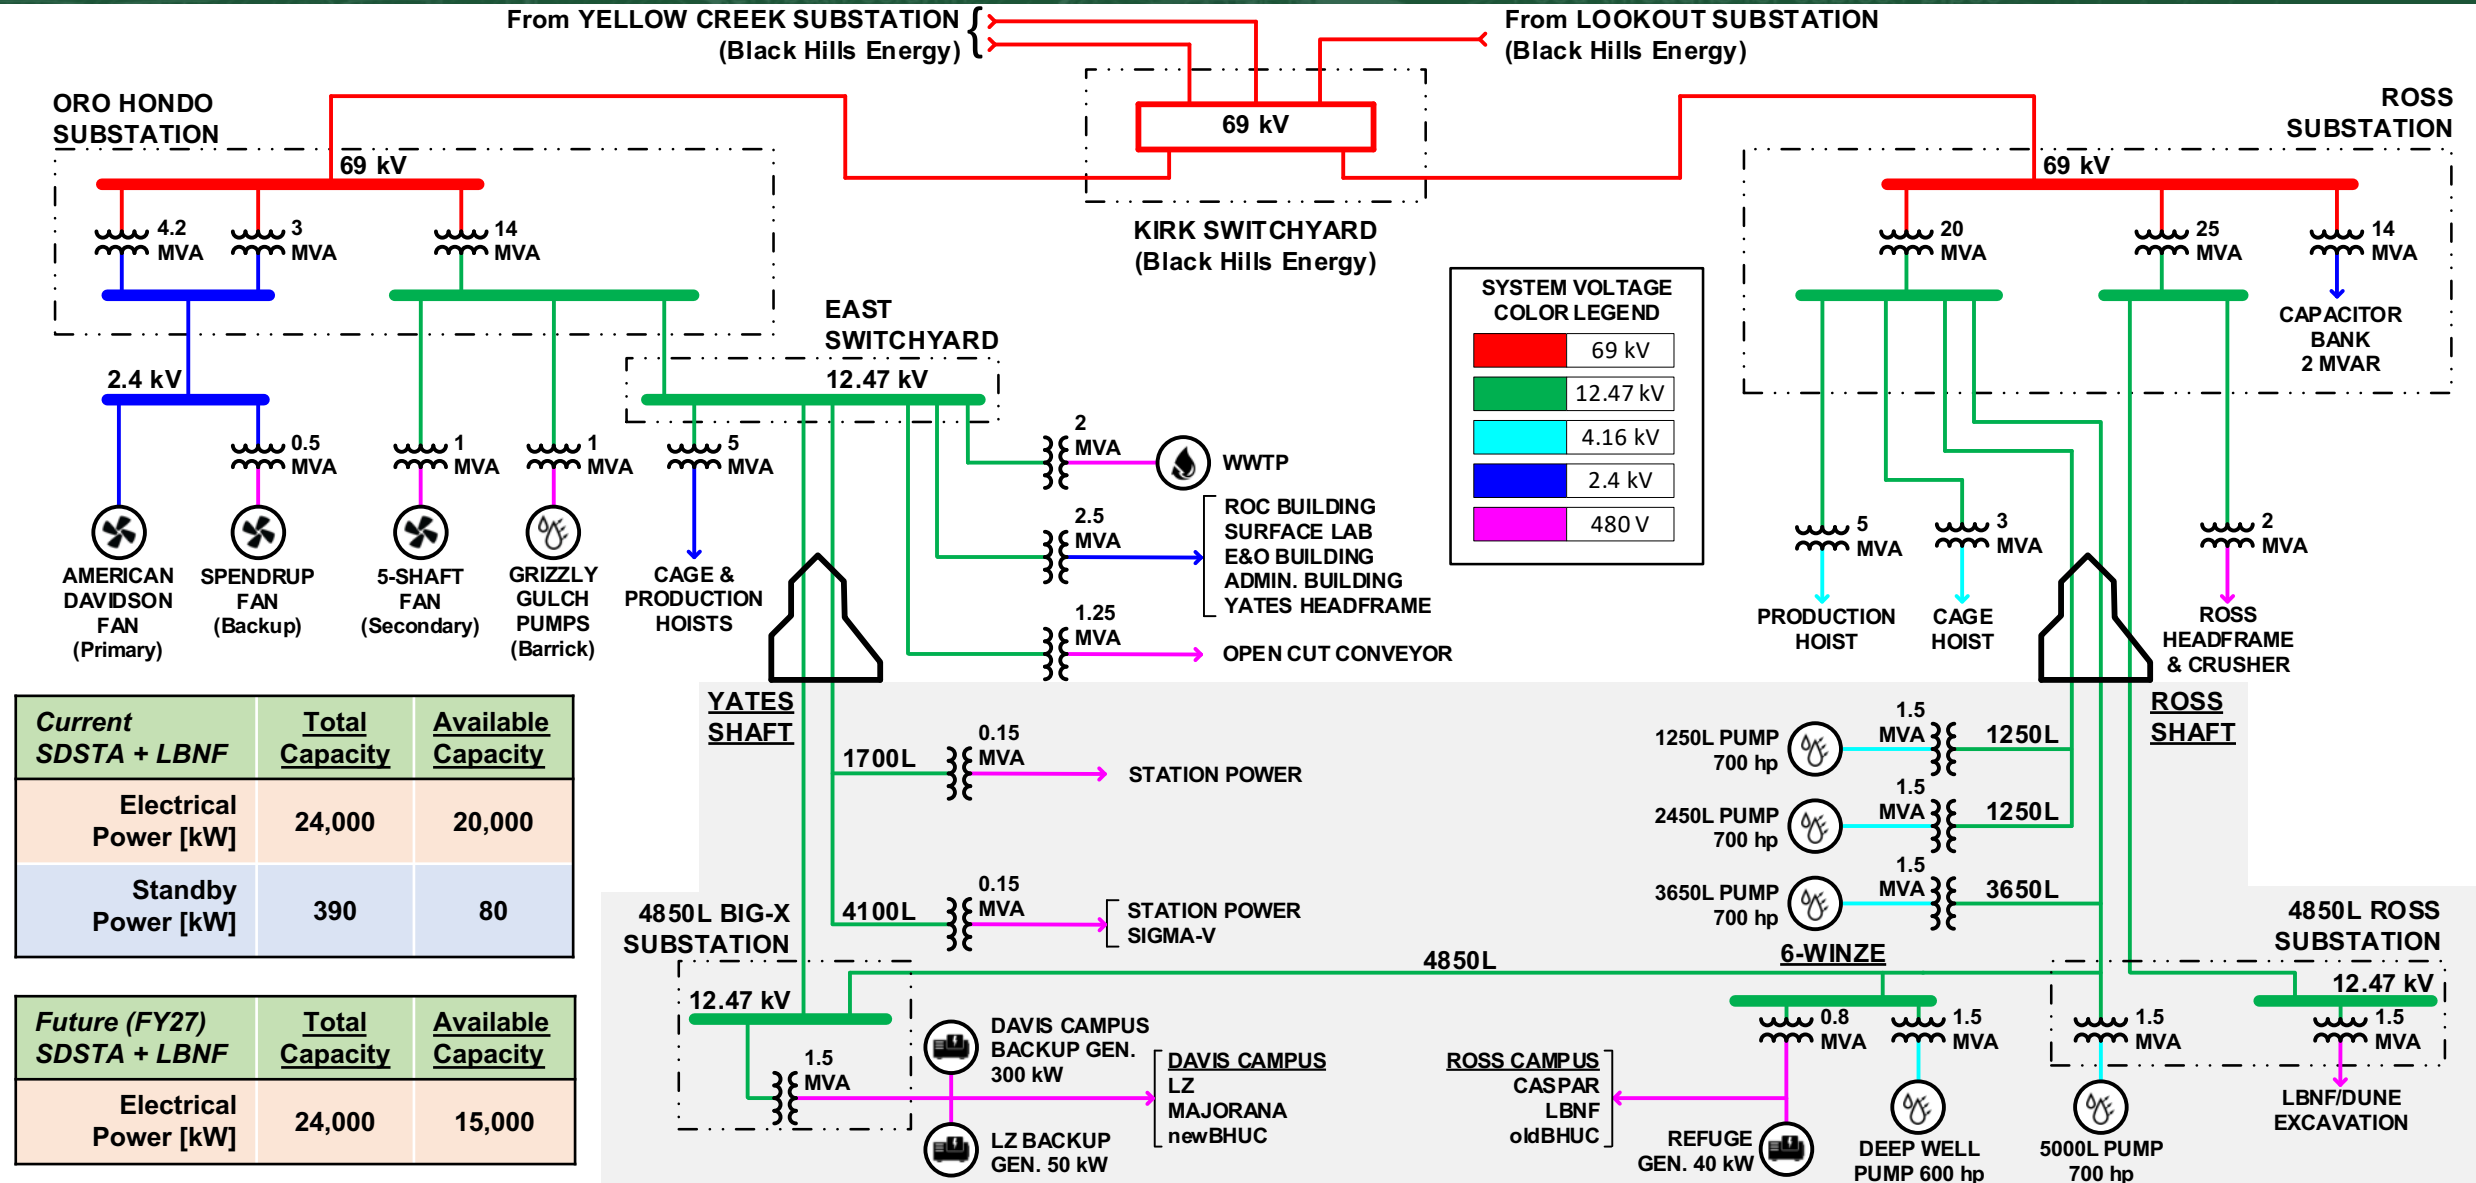 From YELLOW CREEK SUBSTATION
(Black Hills Energy)
From LOOKOUT SUBSTATION
(Black Hills Energy)
ORO HONDO
SUBSTATION
69 kV
69 kV
KIRK SWITCHYARD
(Black Hills Energy)
ROSS
SUBSTATION
69 kV
4.2
MVA
3
MVA
14
MVA
20
MVA
25
MVA
14
MVA
CAPACITOR
BANK
2 MVAR
EAST
SWITCHYARD
12.47 kV
2.4 kV
SYSTEM VOLTAGE
COLOR LEGEND
69 kV
12.47 kV
4.16 kV
2.4 kV
480 V
0.5
MVA
1
MVA
1
MVA
5
MVA
AMERICAN
DAVIDSON
FAN
(Primary)
SPENDRUP
FAN
(Backup)
5-SHAFT
FAN
(Secondary)
GRIZZLY
GULCH
PUMPS
(Barrick)
CAGE &
PRODUCTION
HOISTS
2
MVA
WWTP
2.5
MVA
ROC BUILDING
SURFACE LAB
E&O BUILDING
ADMIN. BUILDING
YATES HEADFRAME
1.25
MVA
OPEN CUT CONVEYOR
5
MVA
PRODUCTION
HOIST
3
MVA
CAGE
HOIST
2
MVA
ROSS
HEADFRAME
& CRUSHER
YATES
SHAFT
ROSS
SHAFT
Current
SDSTA + LBNF
Total
Capacity
Available
Capacity
Electrical
Power [kW]
24,000
20,000
Standby
Power [kW]
390
80
Future (FY27)
SDSTA + LBNF
Total
Capacity
Available
Capacity
Electrical
Power [kW]
24,000
15,000
1700L
0.15
MVA
STATION POWER
4100L
0.15
MVA
STATION POWER
SIGMA-V
1250L PUMP
700 hp
1.5
MVA
1250L
2450L PUMP
700 hp
1.5
MVA
1250L
3650L PUMP
700 hp
1.5
MVA
3650L
4850L BIG-X
SUBSTATION
12.47 kV
4850L
6-WINZE
4850L ROSS
SUBSTATION
12.47 kV
1.5
MVA
DAVIS CAMPUS
BACKUP GEN.
300 kW
LZ BACKUP
GEN. 50 kW
DAVIS CAMPUS
LZ
MAJORANA
newBHUC
ROSS CAMPUS
CASPAR
LBNF
oldBHUC
0.8
MVA
REFUGE
GEN. 40 kW
1.5
MVA
DEEP WELL
PUMP 600 hp
1.5
MVA
5000L PUMP
700 hp
1.5
MVA
LBNF/DUNE
EXCAVATION